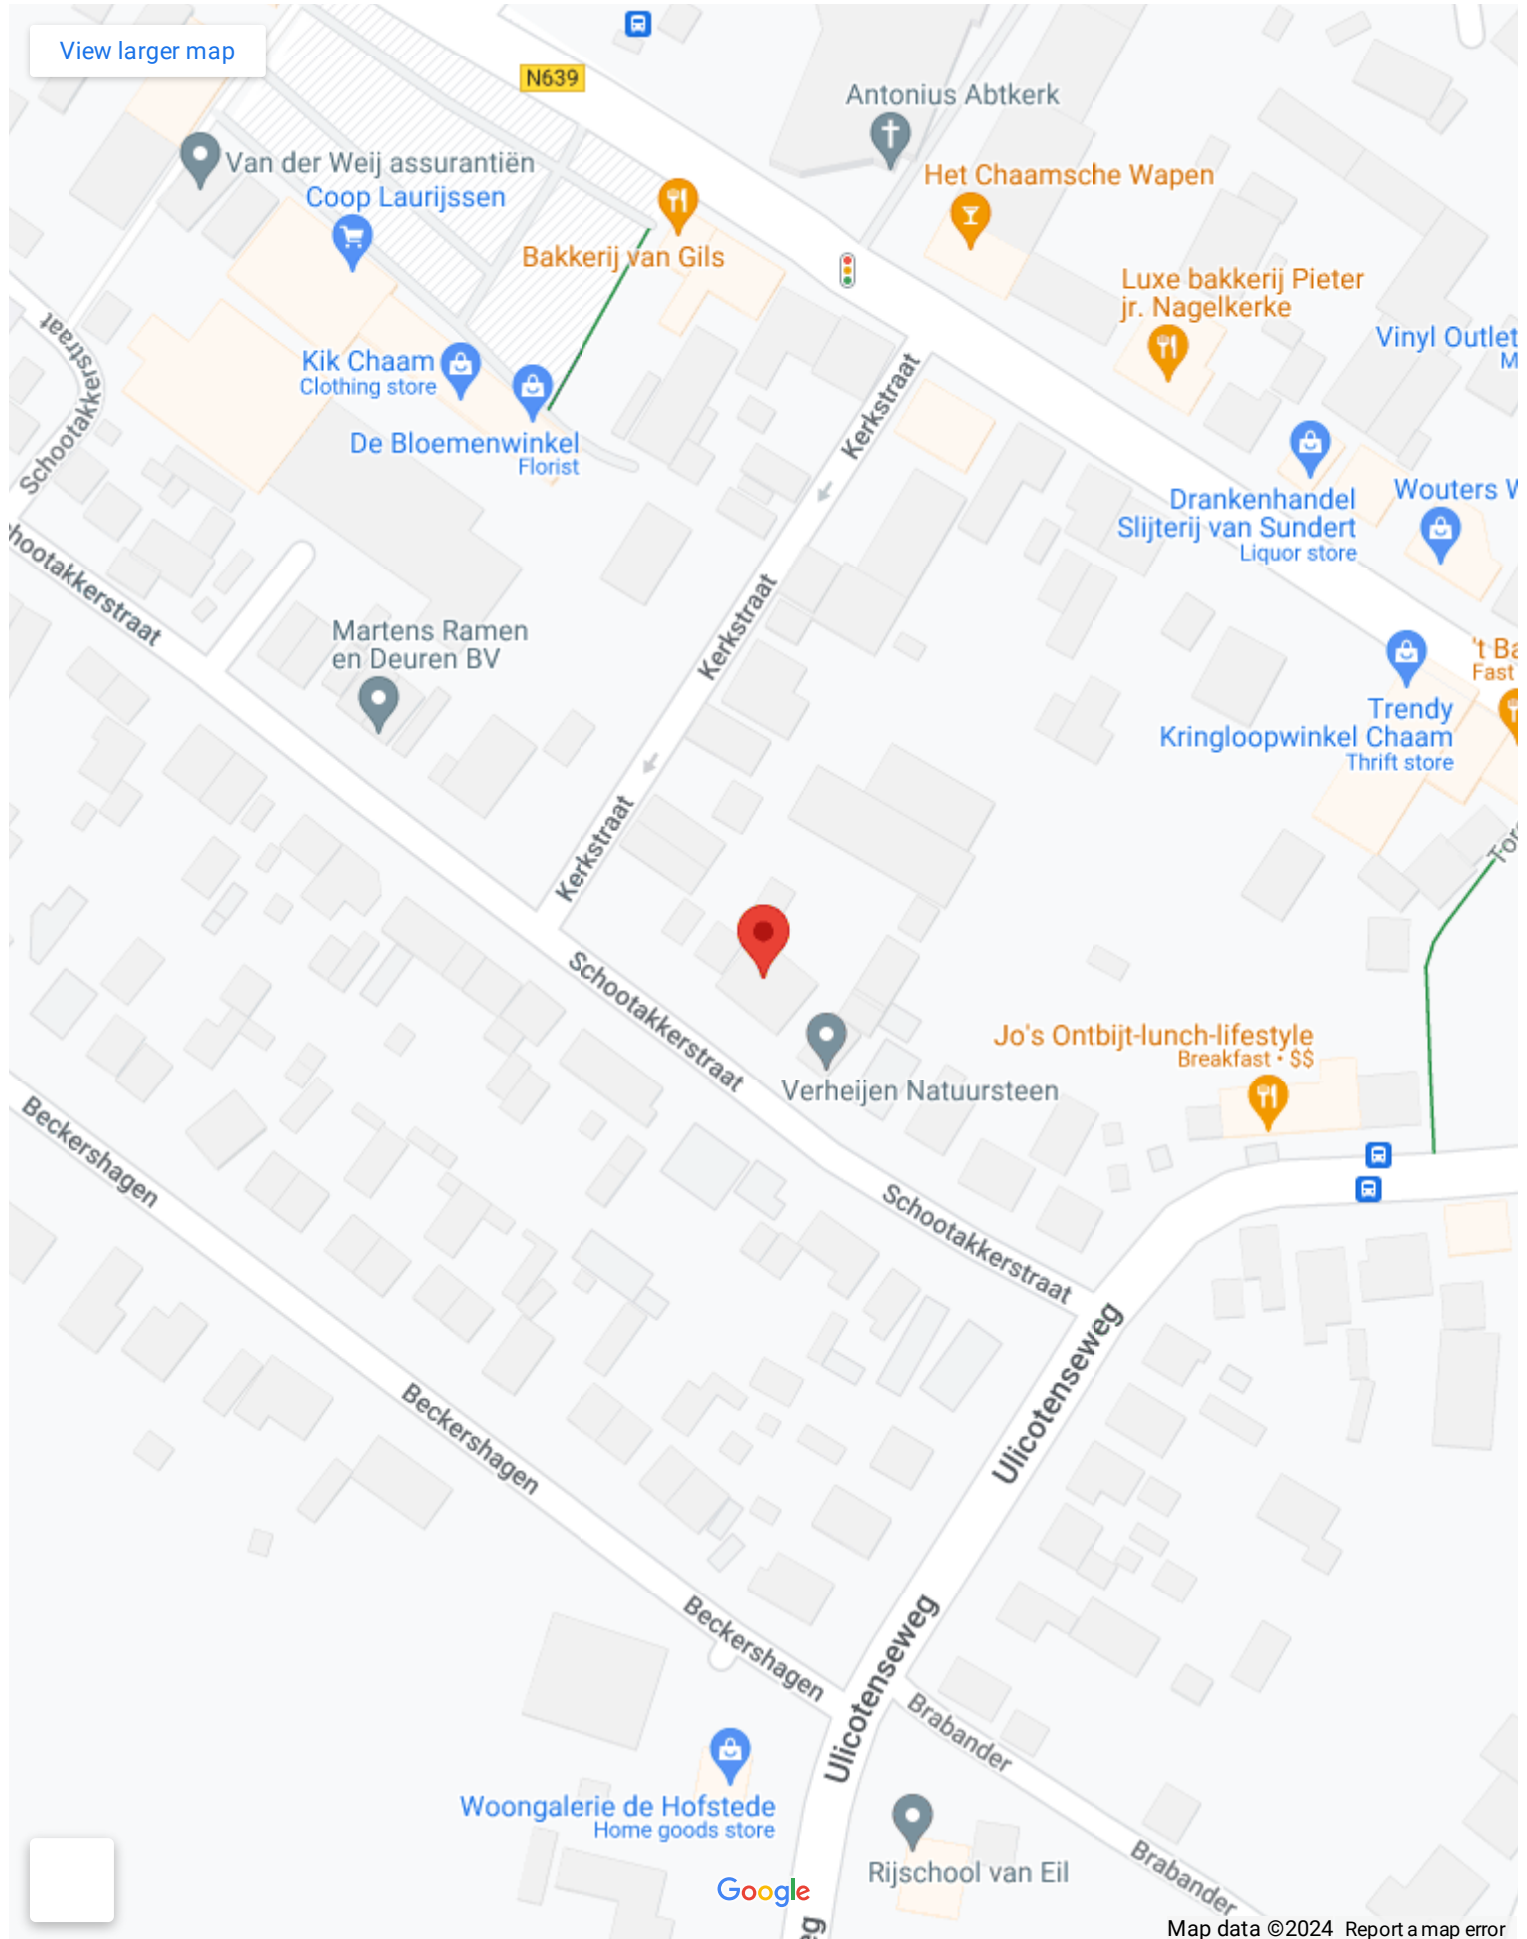 View larger map
N639
Antonius Abtkerk
Van der Weij assurantiën
Het Chaamsche Wapen
Coop Laurijssen
Bakkerij van Gils
Luxe bakkerij Pieter
jr. Nagelkerke
Vinyl Outlet
Schootakkerstraat
Kik Chaam
Clothing store
Kerkstraat
De Bloemenwinkel
Florist
Drankenhandel
Slijterij van Sundert
Liquor store
Wouters W
hootakkerstraat
Martens Ramen
en Deuren BV
Kerkstraat
't Ba
Fast
Trendy
Kringloopwinkel Chaam
Thrift store
Kerkstraat
Schootakkerstraat
Jo's Ontbijt-lunch-lifestyle
Breakfast • $$
Verheijen Natuursteen
Beckershagen
Schootakkerstraat
Ulicotenseweg
Beckershagen
Beckershagen
Ulicotenseweg
Brabander
Woongalerie de Hofstede
Home goods store
Rijschool van Eil
Brabander
Google
Map data ©2024 Report a map error